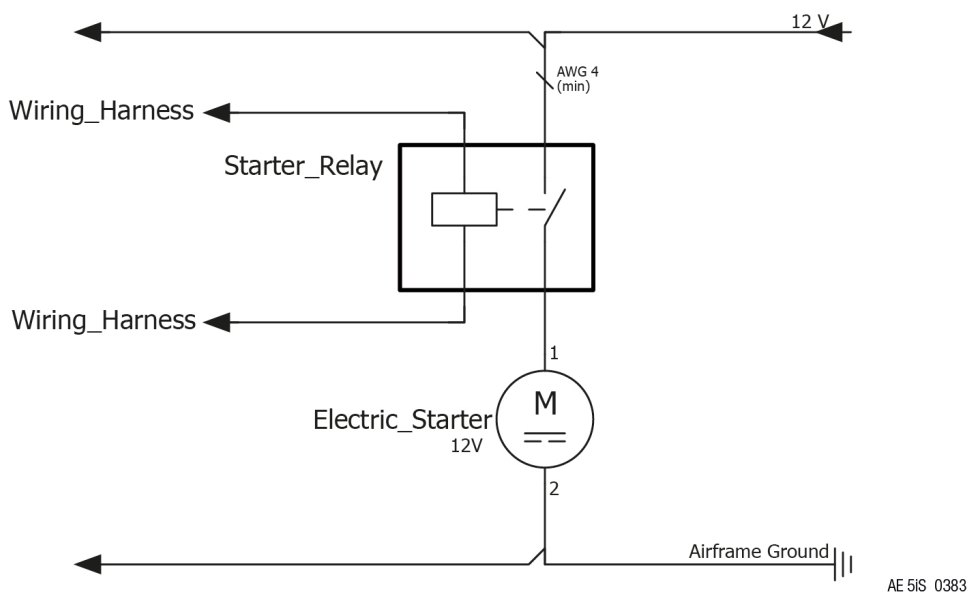 12 V
AWG 4
(min)
Wiring_Harness
Starter_Relay
Wiring_Harness
1
M
Electric_Starter
12V
2
Airframe Ground
AE 5iS 0383